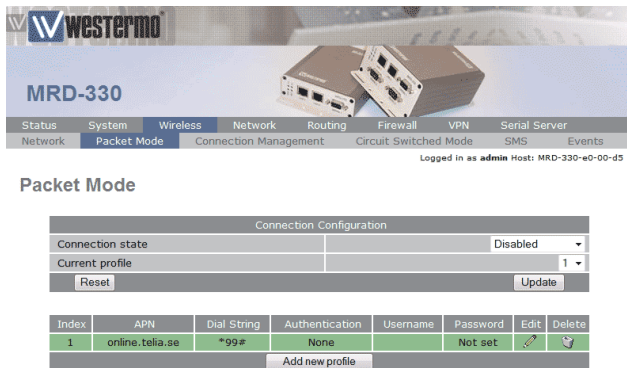 westermo
MRD-330
Status System Wireless Network Routing Firewall VPN Serial Server
Network Packet Mode Connection Management Circuit Switched Mode SMS Events
Logged in as admin Host: MRD-330-e0-00-d5
Packet Mode
Connection Configuration
Connection state Disabled
Current profile 1
Reset Update
Index APN Dial String Authentication Username Password Edit Delete
1 online.telia.se *99# None Not set
Add new profile